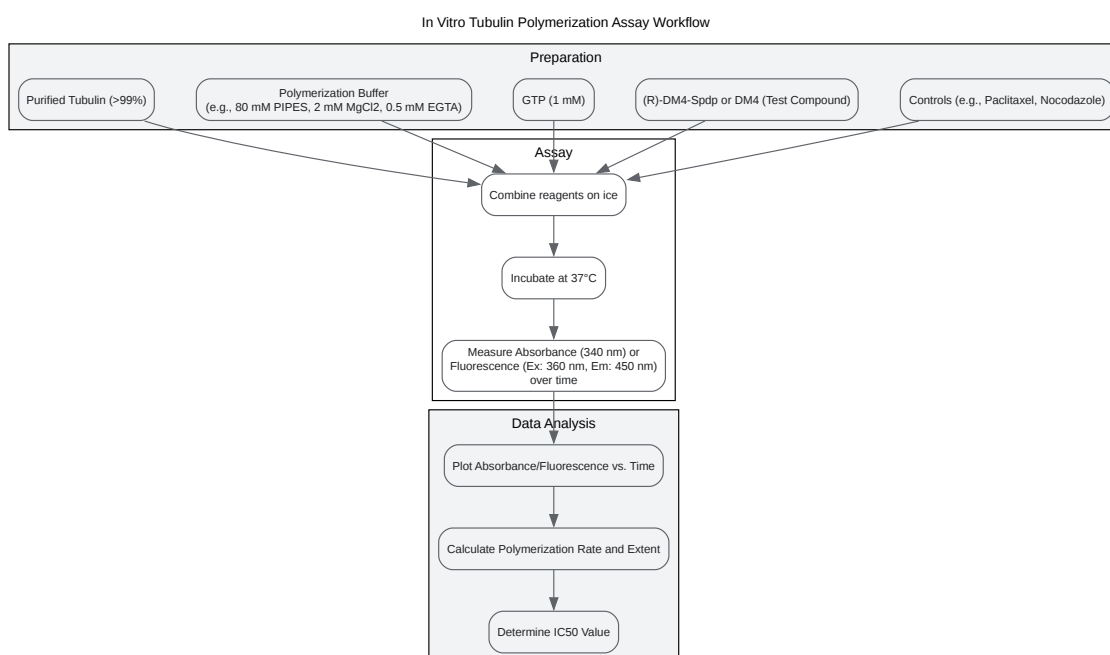 In Vitro Tubulin Polymerization Assay Workflow
Preparation
Purified Tubulin (>99%)
Polymerization Buffer
(e.g., 80 mM PIPES, 2 mM MgCl2, 0.5 mM EGTA)
GTP (1 mM)
(R)-DM4-Spdp or DM4 (Test Compound)
Controls (e.g., Paclitaxel, Nocodazole)
Assay
Combine reagents on ice
Incubate at 37°C
Measure Absorbance (340 nm) or
Fluorescence (Ex: 360 nm, Em: 450 nm)
over time
Data Analysis
Plot Absorbance/Fluorescence vs. Time
Calculate Polymerization Rate and Extent
Determine IC50 Value